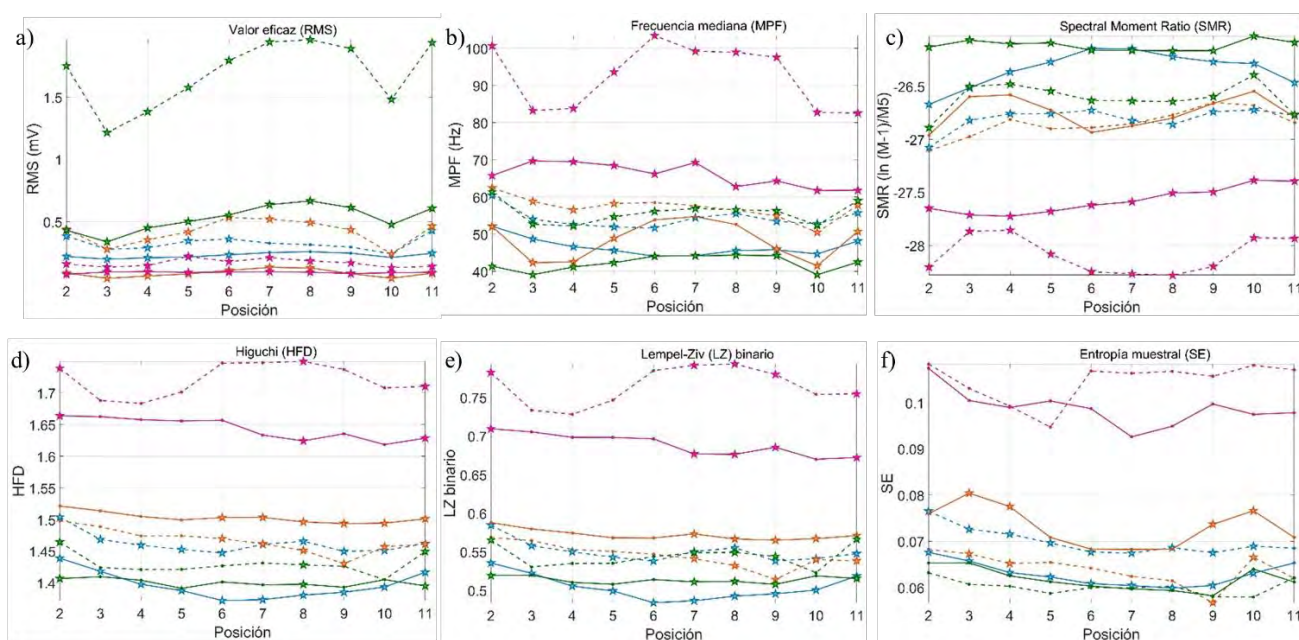 a)
Valor eficaz (RMS)
1.5
1
0.5
RMS (mV)
2 3 4 5 6 7 8 9 10 11
Posición
b)
Frecuencia mediana (MPF)
100
90
80
70
60
50
40
MPF (Hz)
2 3 4 5 6 7 8 9 10 11
Posición
c)
Spectral Moment Ratio (SMR)
-26.5
-27
-27.5
-28
SMR (ln (M-1)/M5)
2 3 4 5 6 7 8 9 10 11
Posición
d)
Higuchi (HFD)
1.7
1.65
1.6
1.55
1.5
1.45
1.4
HFD
2 3 4 5 6 7 8 9 10 11
Posición
e)
Lempel-Ziv (LZ) binario
0.75
0.7
0.65
0.6
0.55
0.5
LZ binario
2 3 4 5 6 7 8 9 10 11
Posición
f)
Entropía muestral (SE)
0.1
0.09
0.08
0.07
0.06
SE
2 3 4 5 6 7 8 9 10 11
Posición